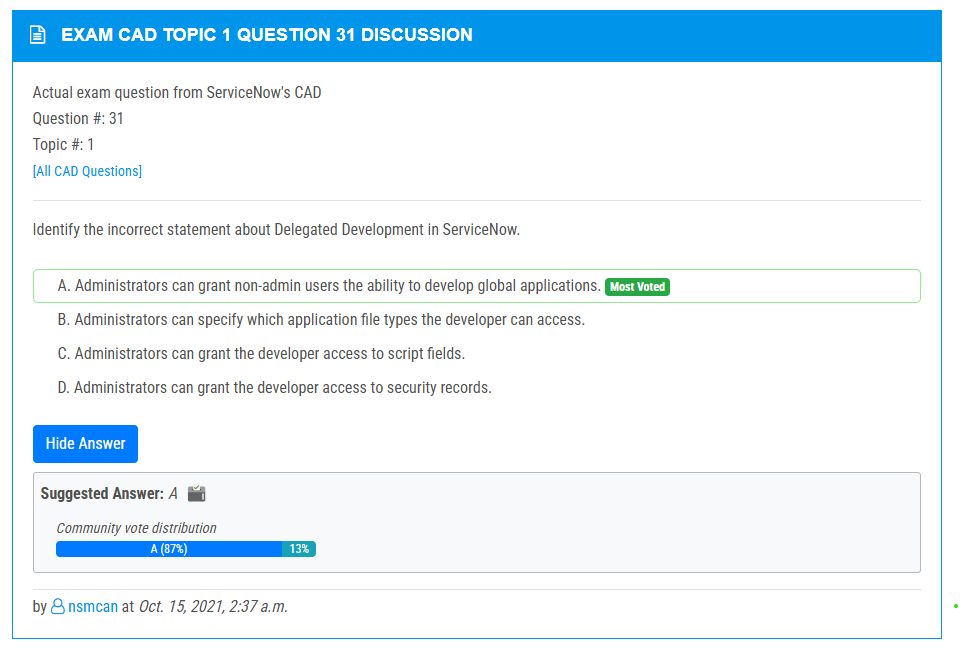 EXAM CAD TOPIC 1 QUESTION 31 DISCUSSION
Actual exam question from ServiceNow's CAD
Question #: 31
Topic #: 1
[All CAD Questions]
Identify the incorrect statement about Delegated Development in ServiceNow.
A. Administrators can grant non-admin users the ability to develop global applications. Most Voted
B. Administrators can specify which application file types the developer can access.
C. Administrators can grant the developer access to script fields.
D. Administrators can grant the developer access to security records.
Hide Answer
Suggested Answer: A
Community vote distribution
A (87%) 13%
by nsmcan at Oct. 15, 2021, 2:37 a.m.